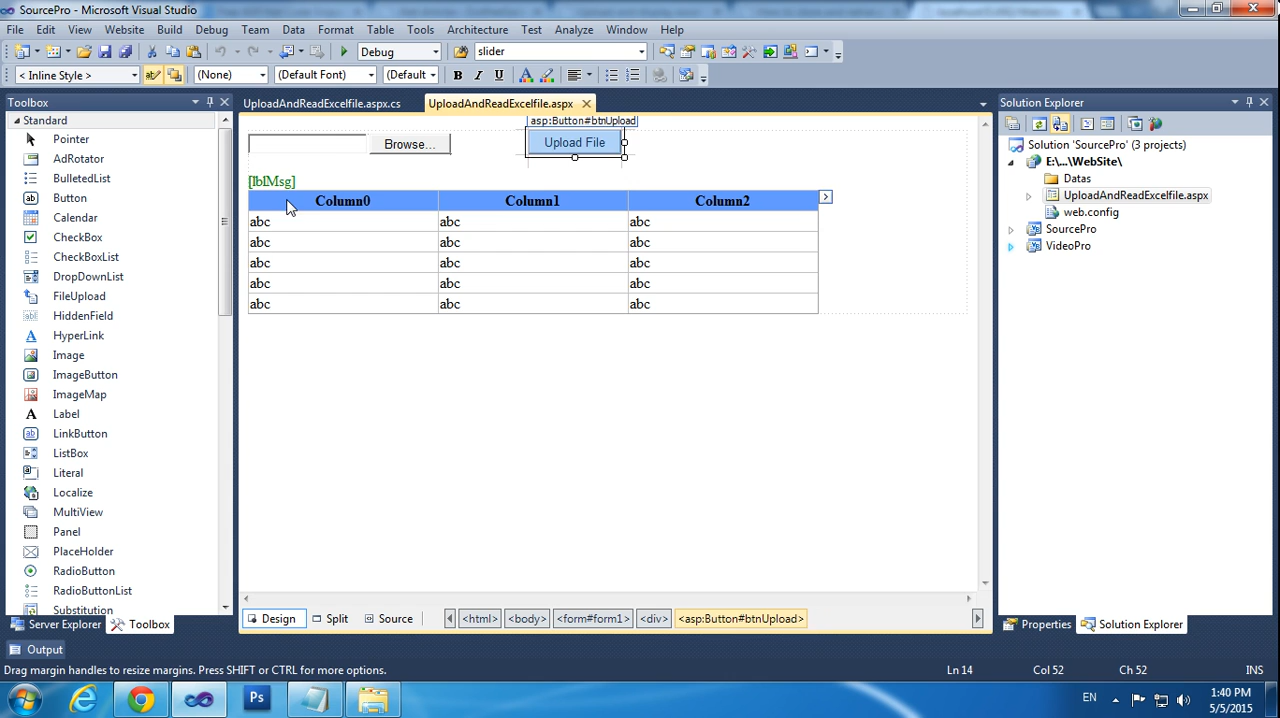 SourcePro - Microsoft Visual Studio
File Edit View Website Build Debug Team Data Format Table Tools Architecture Test Analyze Window Help
Debug slider
< Inline Style > (None) (Default Font) (Default B I U A
Toolbox
Standard
Pointer
AdRotator
BulletedList
Button
Calendar
CheckBox
CheckBoxList
DropDownList
FileUpload
HiddenField
HyperLink
Image
ImageButton
ImageMap
Label
LinkButton
ListBox
Literal
Localize
MultiView
Panel
PlaceHolder
RadioButton
RadioButtonList
Substitution
Server Explorer Toolbox
UploadAndReadExcelfile.aspx.cs UploadAndReadExcelfile.aspx
asp:Button#btnUpload
Browse... Upload File
[lblMsg]
Column0 Column1 Column2
abc abc abc
abc abc abc
abc abc abc
abc abc abc
abc abc abc
Design Split Source <html> <body> <form#form1> <div> <asp:Button#btnUpload>
Solution Explorer
Solution 'SourcePro' (3 projects)
E:\...\WebSite\
Datas
UploadAndReadExcelfile.aspx
web.config
SourcePro
VideoPro
Properties Solution Explorer
Output
Drag margin handles to resize margins. Press SHIFT or CTRL for more options. Ln 14 Col 52 Ch 52 INS
Ps EN 1:40 PM
5/5/2015